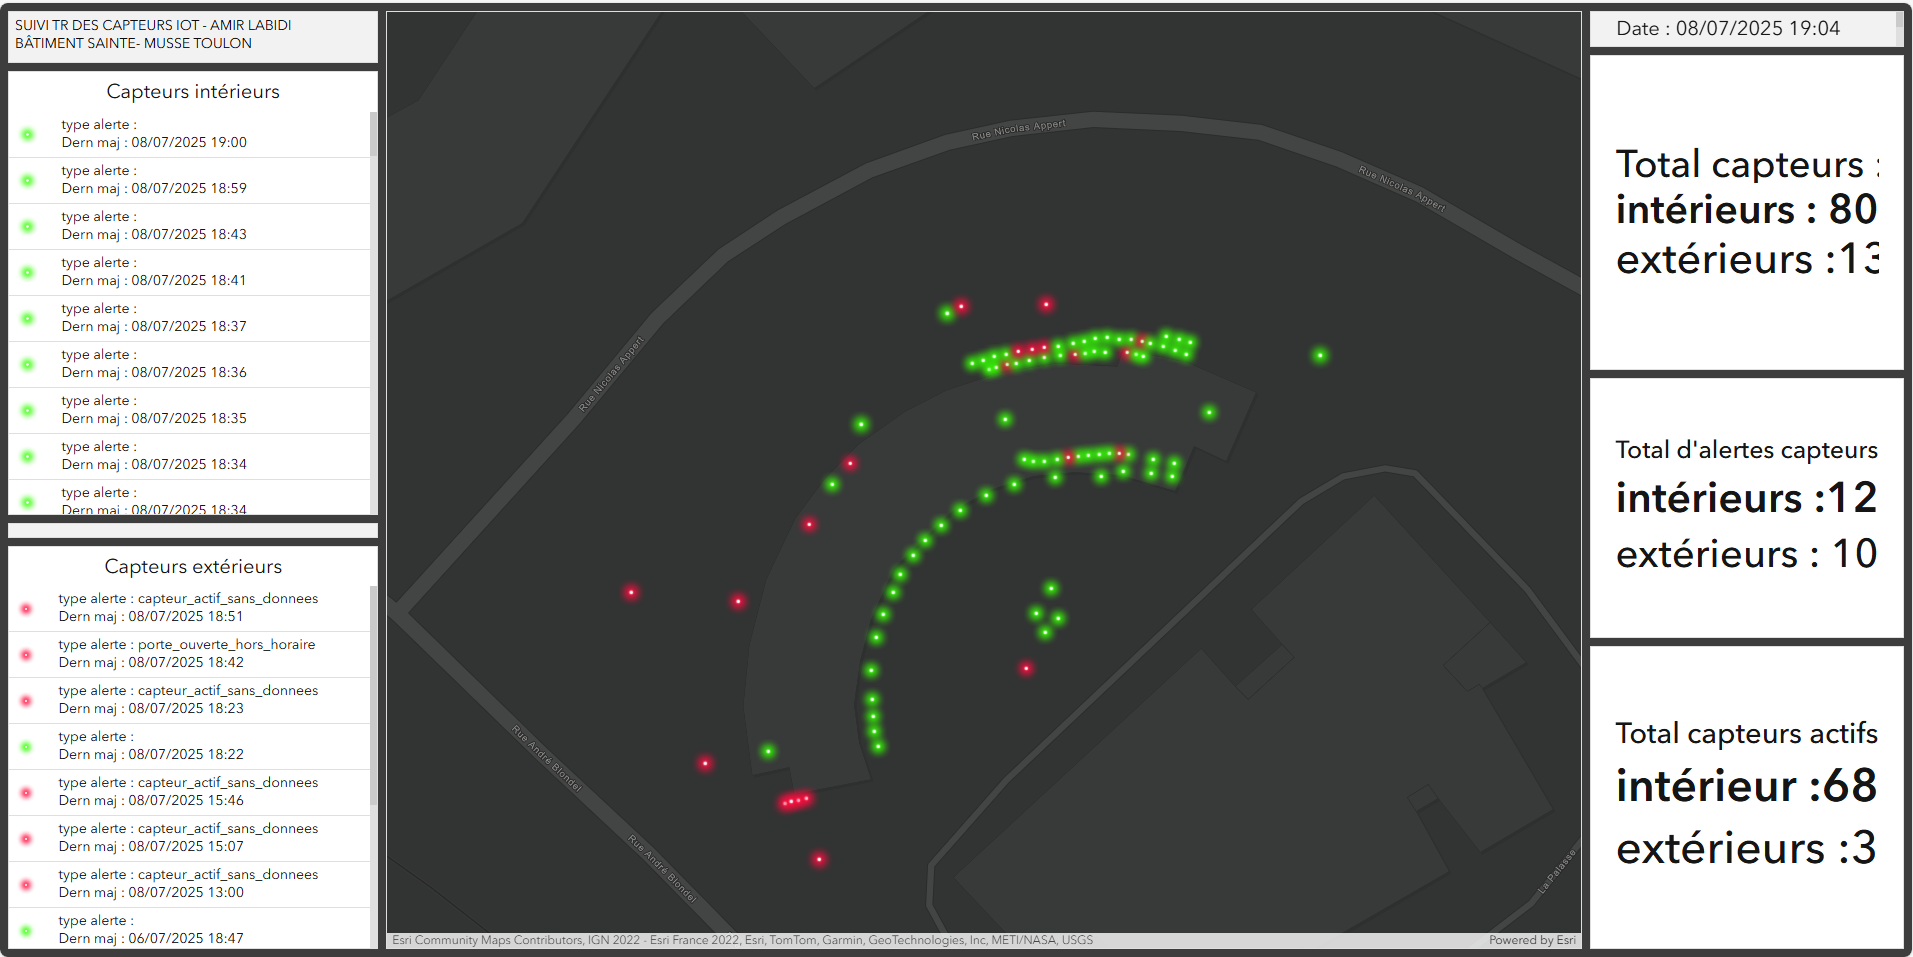 SUIVI TR DES CAPTEURS IOT - AMIR LABIDI
BÂTIMENT SAINTE- MUSSE TOULON
Capteurs intérieurs
type alerte :
Dern maj : 08/07/2025 19:00
type alerte :
Dern maj : 08/07/2025 18:59
type alerte :
Dern maj : 08/07/2025 18:43
type alerte :
Dern maj : 08/07/2025 18:41
type alerte :
Dern maj : 08/07/2025 18:37
type alerte :
Dern maj : 08/07/2025 18:36
type alerte :
Dern maj : 08/07/2025 18:35
type alerte :
Dern maj : 08/07/2025 18:34
type alerte :
Dern maj : 08/07/2025 18:34
Capteurs extérieurs
type alerte : capteur_actif_sans_donnees
Dern maj : 08/07/2025 18:51
type alerte : porte_ouverte_hors_horaire
Dern maj : 08/07/2025 18:42
type alerte : capteur_actif_sans_donnees
Dern maj : 08/07/2025 18:23
type alerte :
Dern maj : 08/07/2025 18:22
type alerte : capteur_actif_sans_donnees
Dern maj : 08/07/2025 15:46
type alerte : capteur_actif_sans_donnees
Dern maj : 08/07/2025 15:07
type alerte : capteur_actif_sans_donnees
Dern maj : 08/07/2025 13:00
type alerte :
Dern maj : 06/07/2025 18:47
Rue Nicolas Appert
Rue Nicolas Appert
Rue Nicolas Appert
Rue André Blondel
Rue André Blondel
La Palasse
Esri Community Maps Contributors, IGN 2022 - Esri France 2022, Esri, TomTom, Garmin, GeoTechnologies, Inc, METI/NASA, USGS
Powered by Esri
Date : 08/07/2025 19:04
Total capteurs :
intérieurs : 80
extérieurs :13
Total d'alertes capteurs
intérieurs :12
extérieurs : 10
Total capteurs actifs
intérieur :68
extérieurs :3